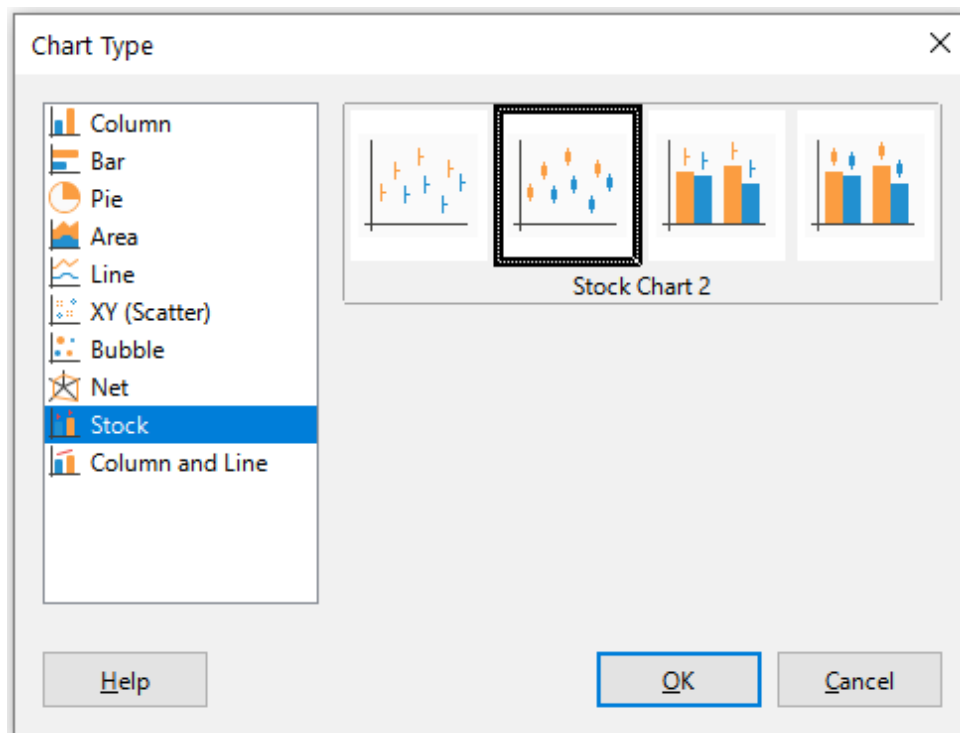 Chart Type
Column
Bar
Pie
Area
Line
XY (Scatter)
Bubble
Net
Stock
Column and Line
Stock Chart 2
Help
OK
Cancel